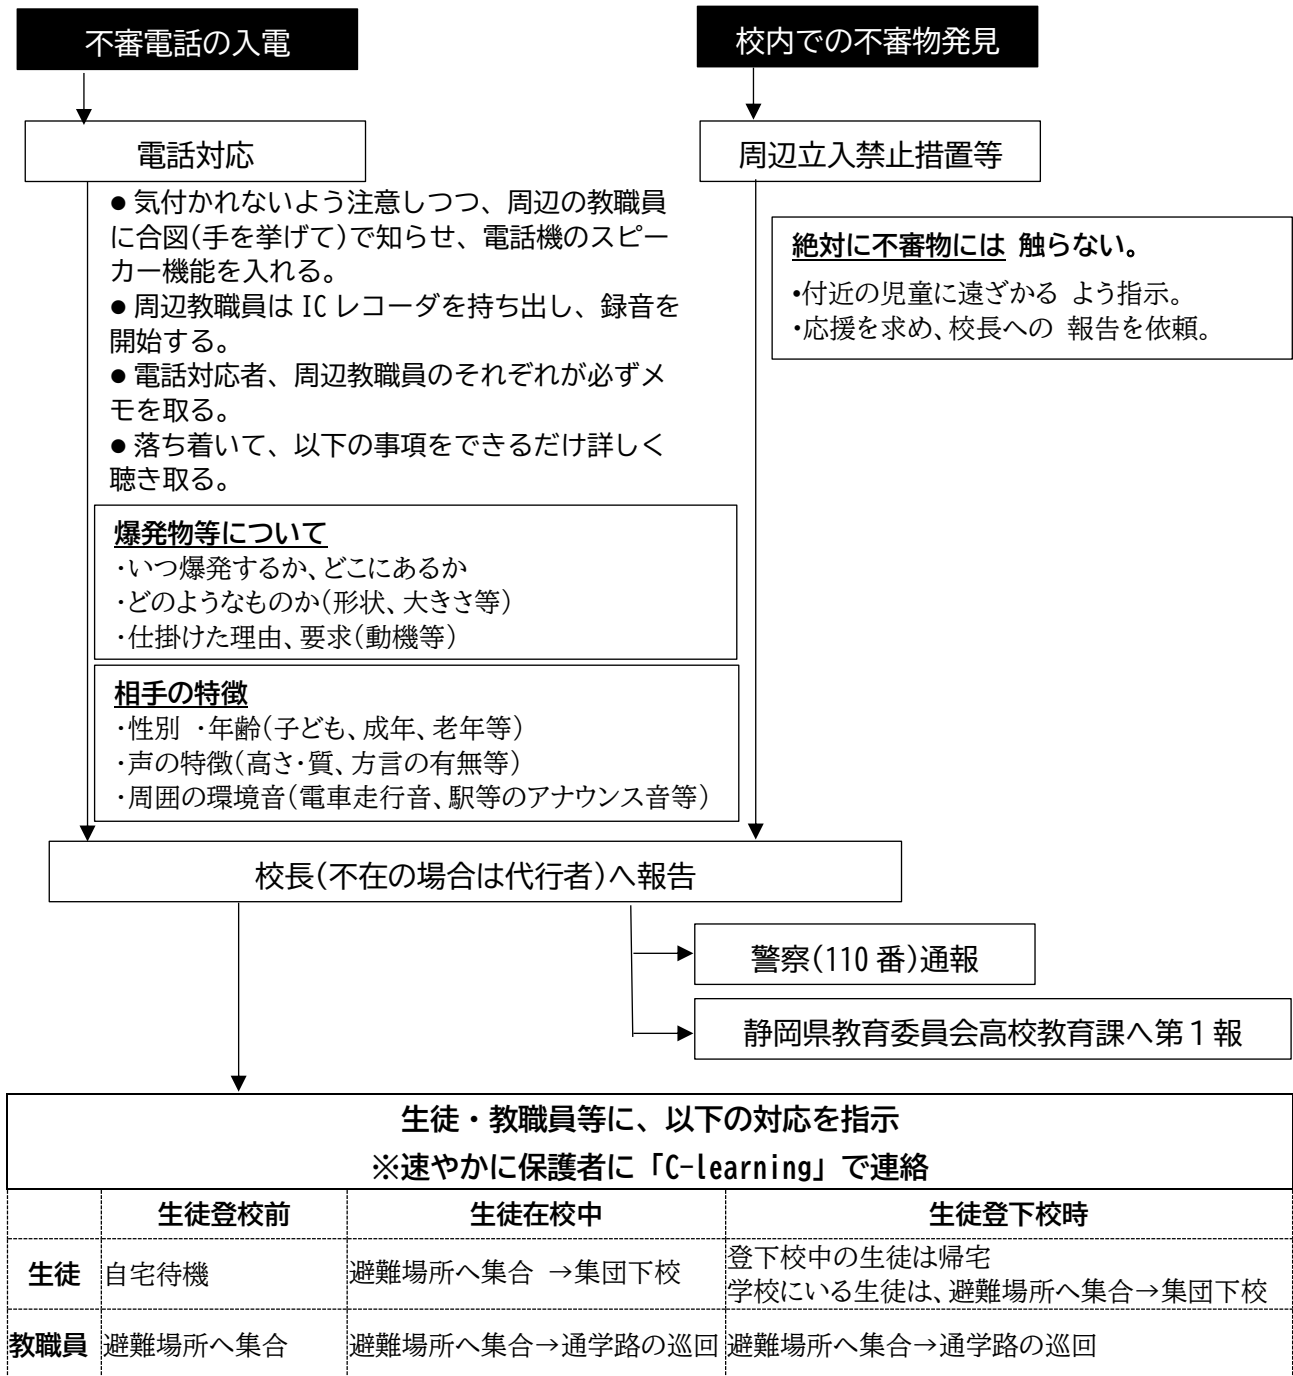 不審電話の入電
校内での不審物発見
電話対応
周辺立入禁止措置等
●気付かれないよう注意しつつ、周辺の教職員
に合図(手を挙げて)で知らせ、電話機のスピー
カー機能を入れる。
●周辺教職員は IC レコーダを持ち出し、録音を
開始する。
●電話対応者、周辺教職員のそれぞれが必ずメ
モを取る。
●落ち着いて、以下の事項をできるだけ詳しく
聴き取る。
絶対に不審物には 触らない。
・付近の児童に遠ざかる よう指示。
・応援を求め、校長への 報告を依頼。
爆発物等について
・いつ爆発するか、どこにあるか
・どのようなものか(形状、大きさ等)
・仕掛けた理由、要求(動機等)
相手の特徴
・性別 ・年齢(子ども、成年、老年等)
・声の特徴(高さ・質、方言の有無等)
・周囲の環境音(電車走行音、駅等のアナウンス音等)
校長(不在の場合は代行者)へ報告
警察(110 番)通報
静岡県教育委員会高校教育課へ第1報
生徒・教職員等に、以下の対応を指示
※速やかに保護者に「C-learning」で連絡
生徒登校前 生徒在校中 生徒登下校時
生徒 自宅待機 避難場所へ集合 →集団下校 登下校中の生徒は帰宅
学校にいる生徒は、避難場所へ集合→集団下校
教職員 避難場所へ集合 避難場所へ集合→通学路の巡回 避難場所へ集合→通学路の巡回